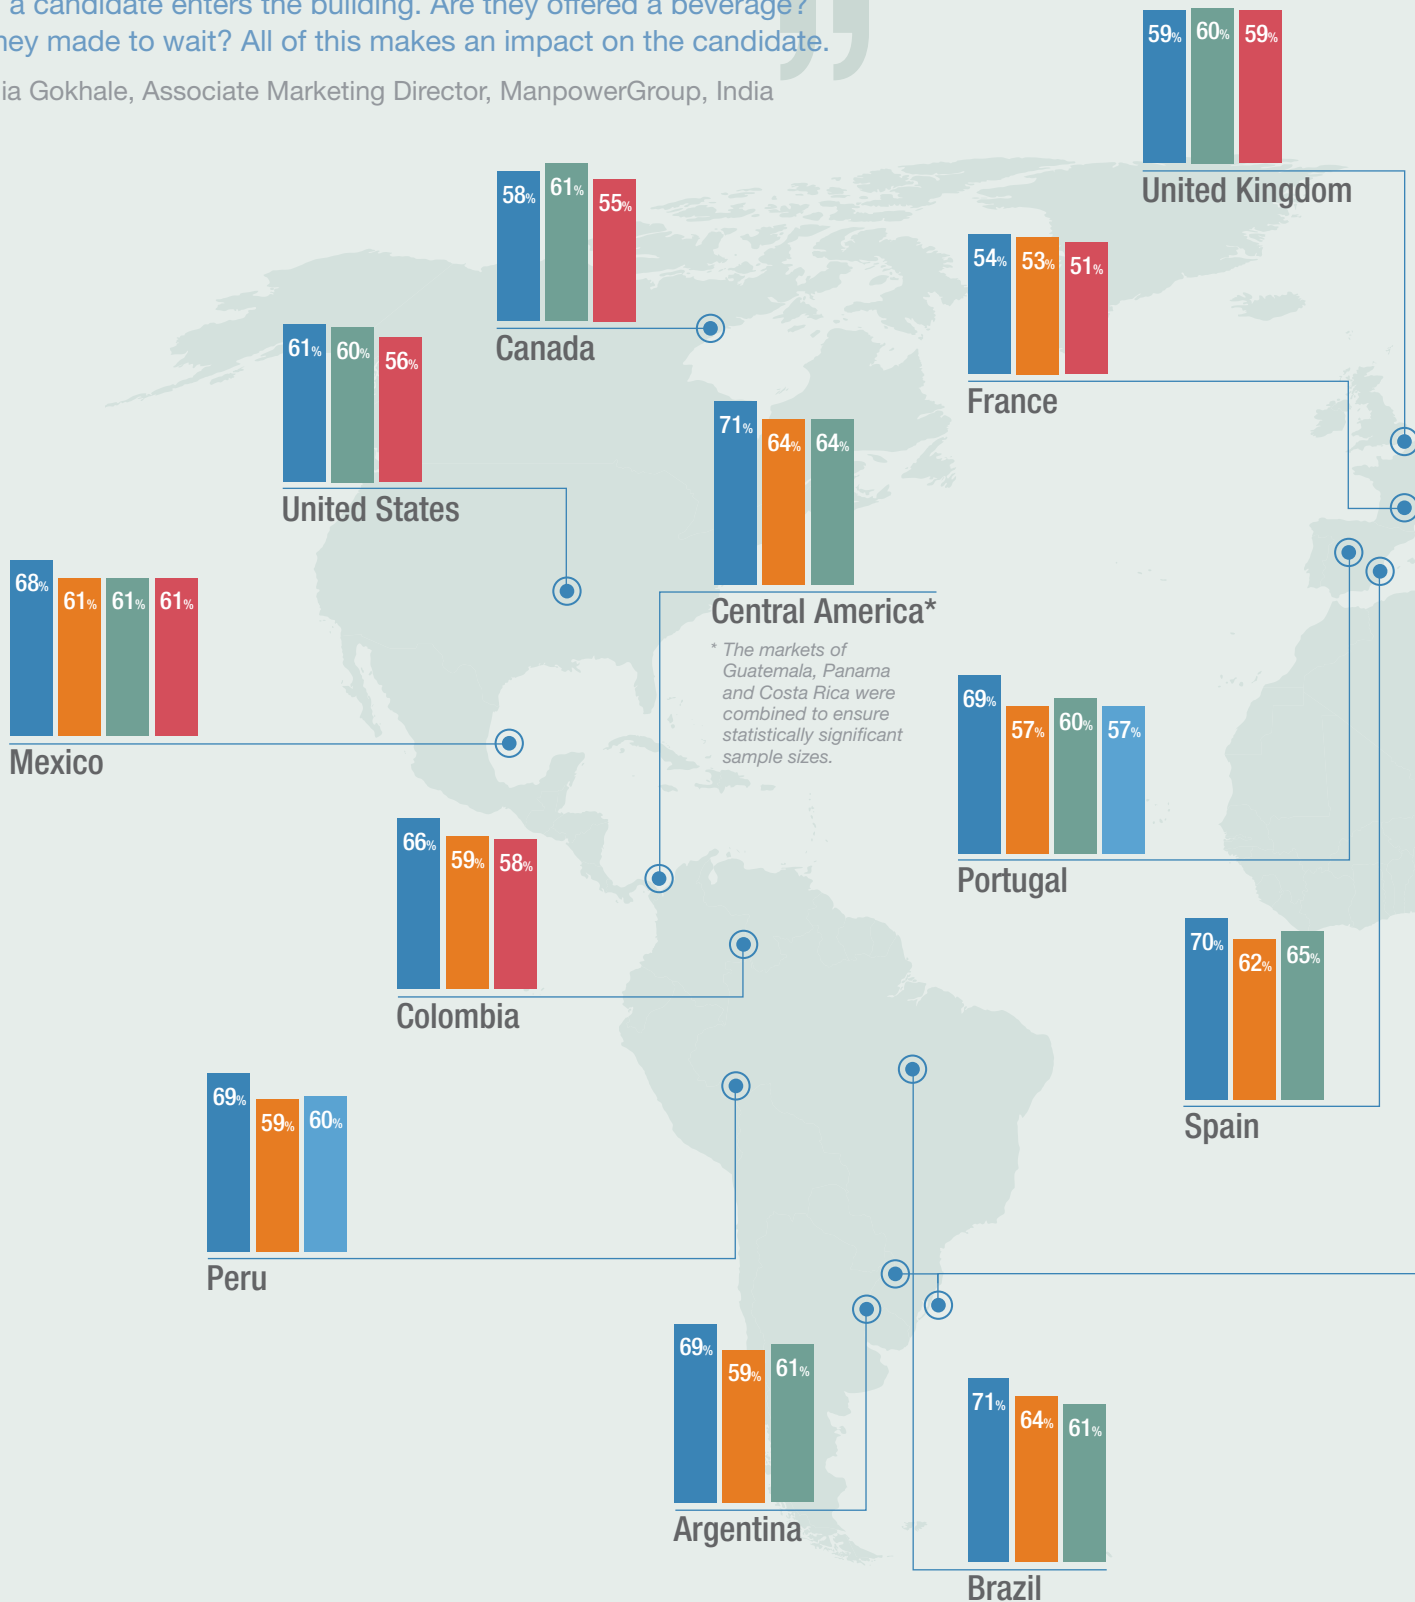 a candidate enters the building. Are they offered a beverage?
made to wait? All of this makes an impact on the candidate.
”
Gokhale, Associate Marketing Director, ManpowerGroup, India
59% 60% 59%
United Kingdom
58% 61% 55%
Canada
54% 53% 51%
France
61% 60% 56%
United States
71% 64% 64%
Central America*
* The markets of
Guatemala, Panama
and Costa Rica were
combined to ensure
statistically significant
sample sizes.
68% 61% 61% 61%
Mexico
69% 57% 60% 57%
Portugal
66% 59% 58%
Colombia
70% 62% 65%
Spain
69% 59% 60%
Peru
69% 59% 61%
Argentina
71% 64% 61%
Brazil